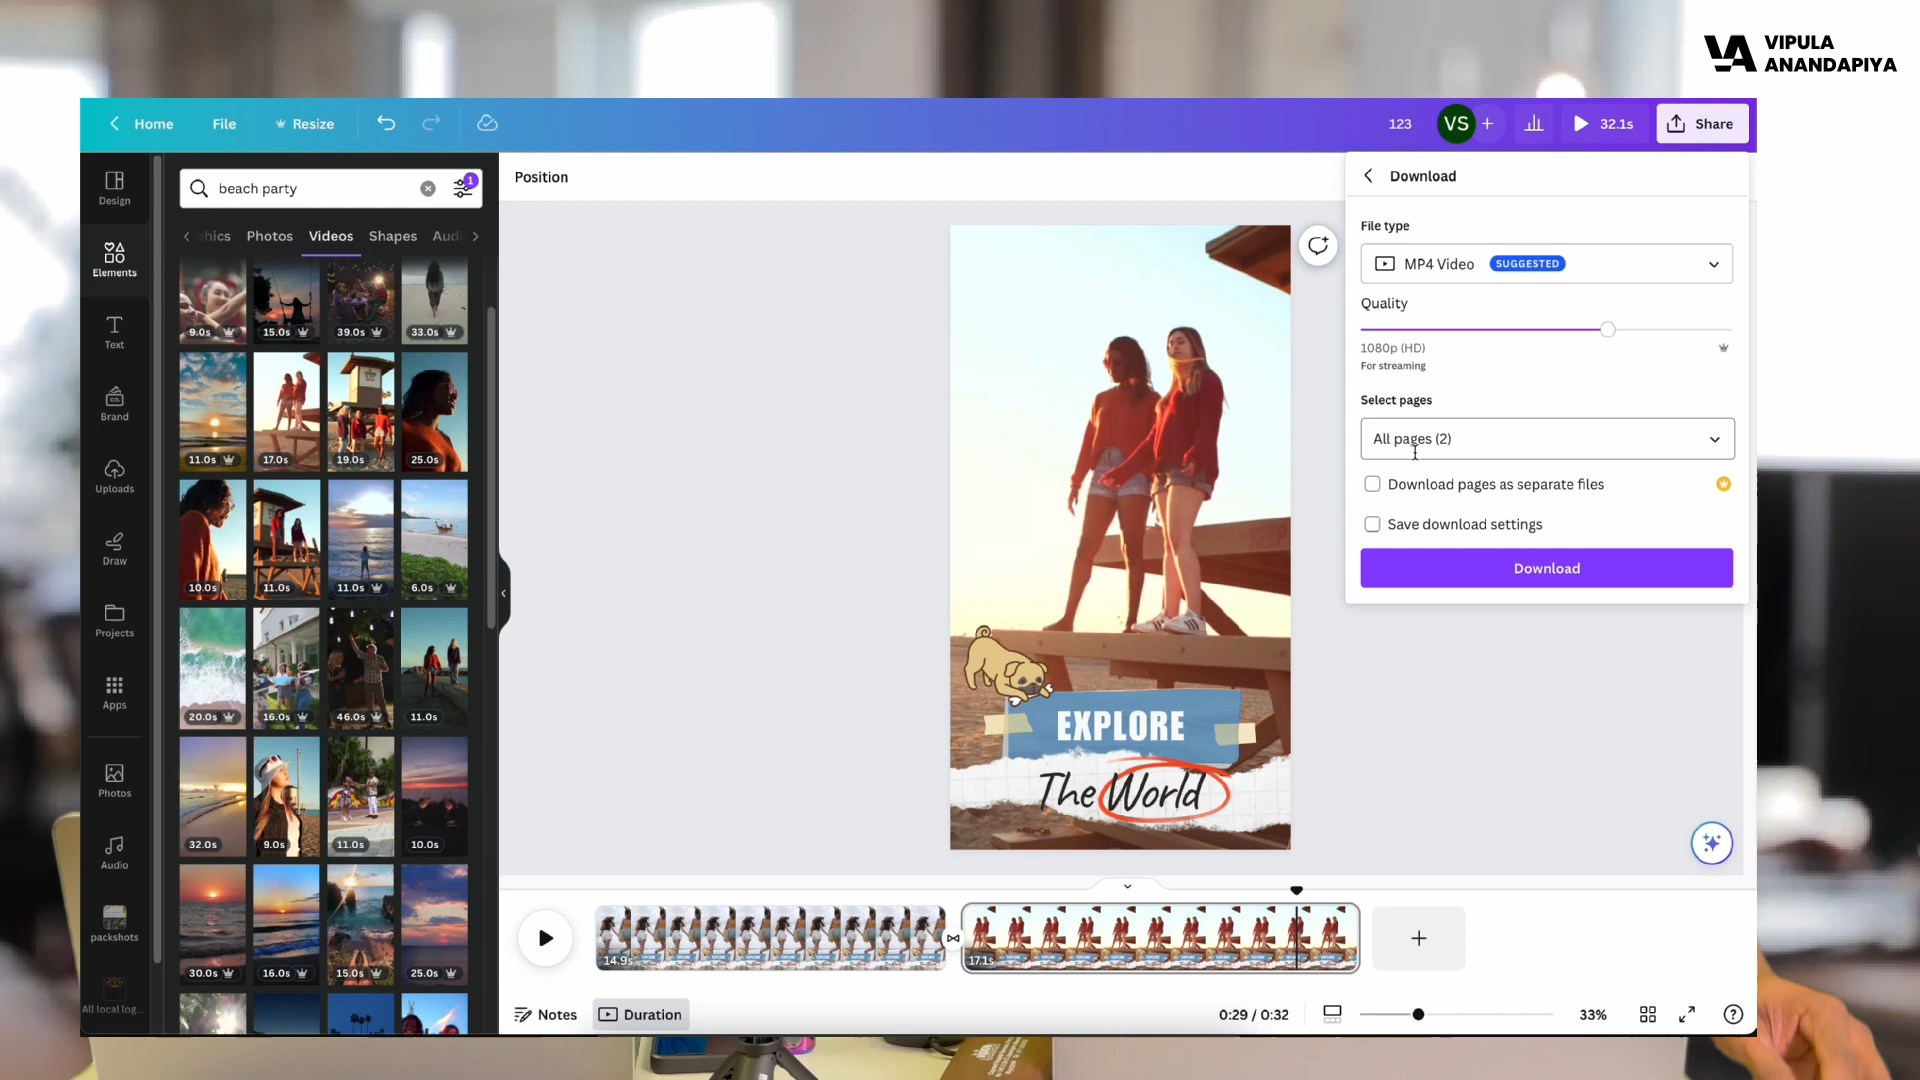 VIPULA
ANANDAPIYA
Home
File
Resize
123
VS
32.1s
Share
Design
Elements
Text
Brand
Uploads
Draw
Projects
Apps
Photos
Audio
packshots
All local log...
beach party
1
phics
Photos
Videos
Shapes
Audi
9.0s
15.0s
39.0s
33.0s
11.0s
17.0s
19.0s
25.0s
10.0s
11.0s
11.0s
6.0s
20.0s
16.0s
46.0s
11.0s
32.0s
9.0s
11.0s
10.0s
30.0s
16.0s
15.0s
25.0s
Position
EXPLORE
The World
Download
File type
MP4 Video
SUGGESTED
Quality
1080p (HD)
For streaming
Select pages
All pages (2)
Download pages as separate files
Save download settings
Download
14.9s
17.1s
Notes
Duration
0:29 / 0:32
33%